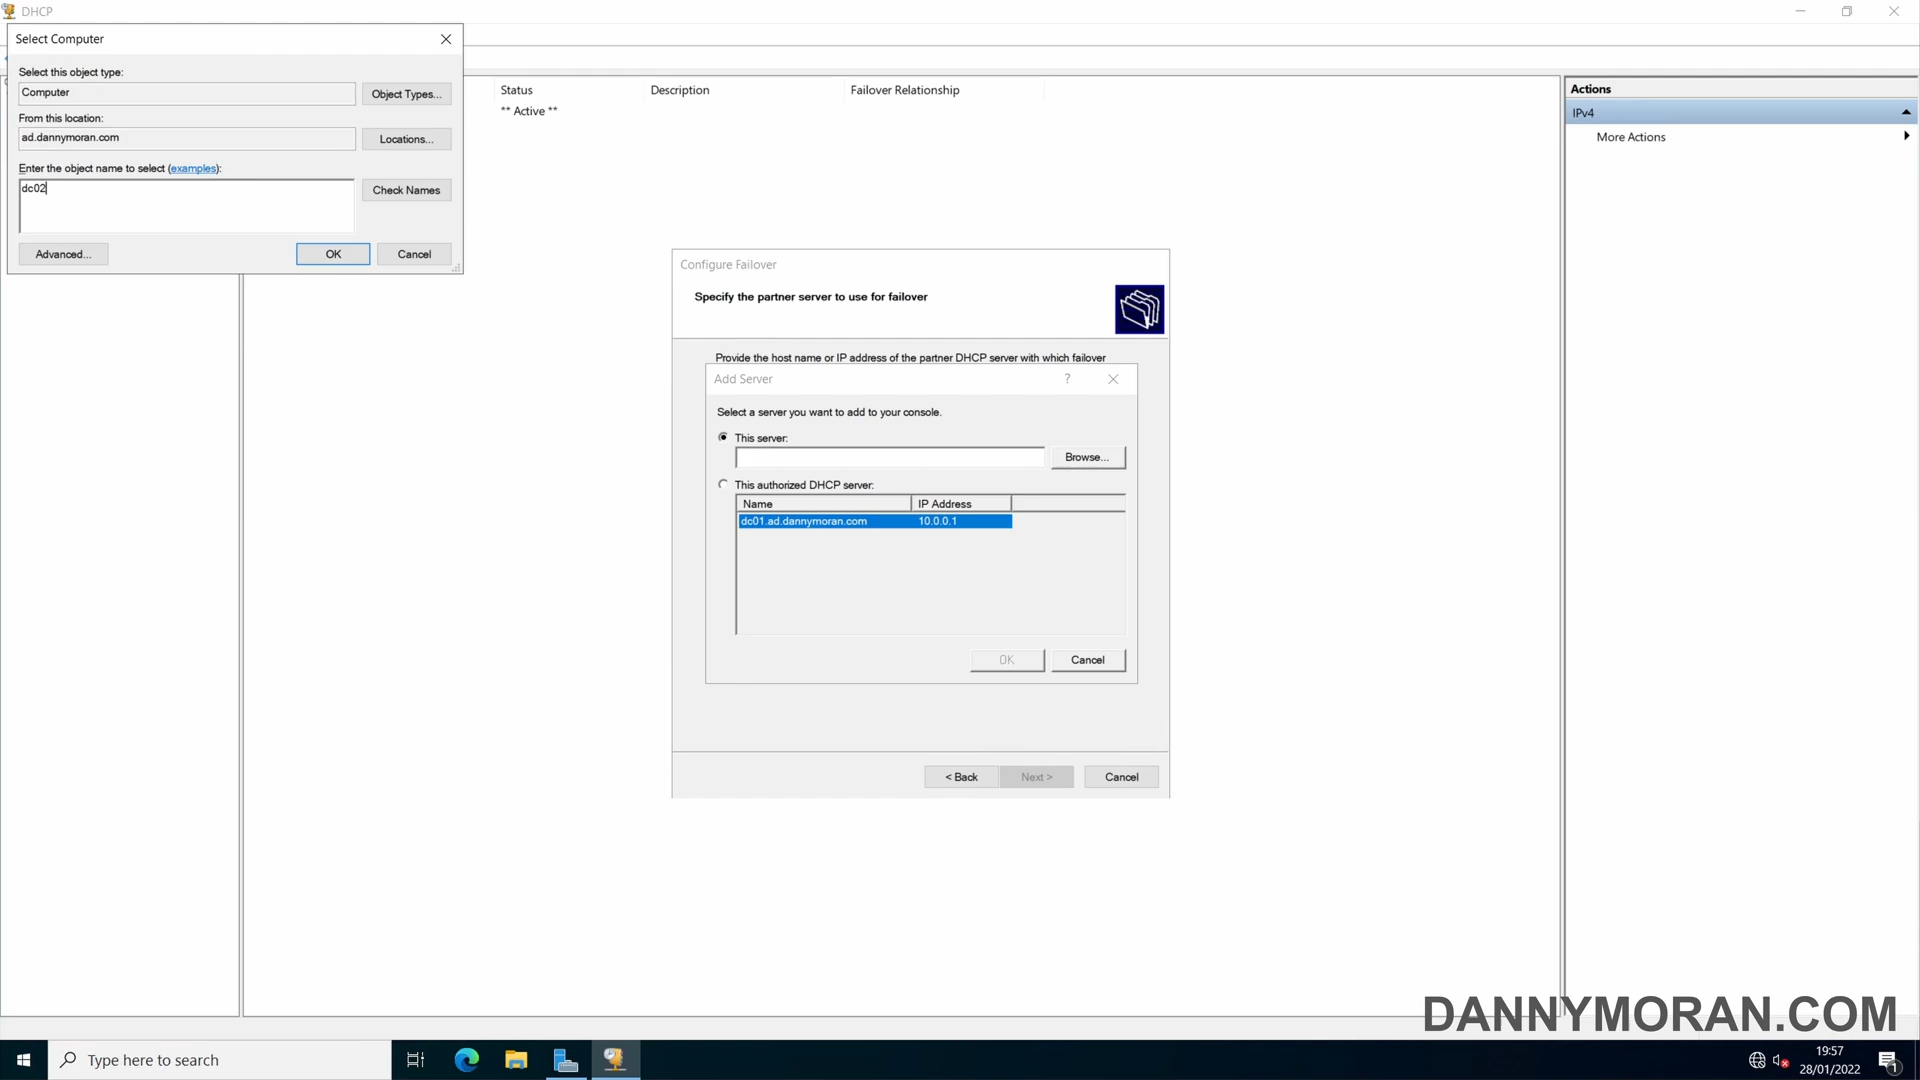 DHCP
Select Computer
Select this object type:
Computer
Object Types...
From this location:
ad.dannymoran.com
Locations...
Enter the object name to select (examples):
dc02
Check Names
Advanced...
OK
Cancel
Status
Description
Failover Relationship
** Active **
Actions
IPv4
More Actions
Configure Failover
Specify the partner server to use for failover
Provide the host name or IP address of the partner DHCP server with which failover
Add Server
?
Select a server you want to add to your console.
This server:
Browse...
This authorized DHCP server:
Name
IP Address
dc01.ad.dannymoran.com
10.0.0.1
OK
Cancel
< Back
Next >
Cancel
DANNYMORAN.COM
Type here to search
19:57
28/01/2022
1